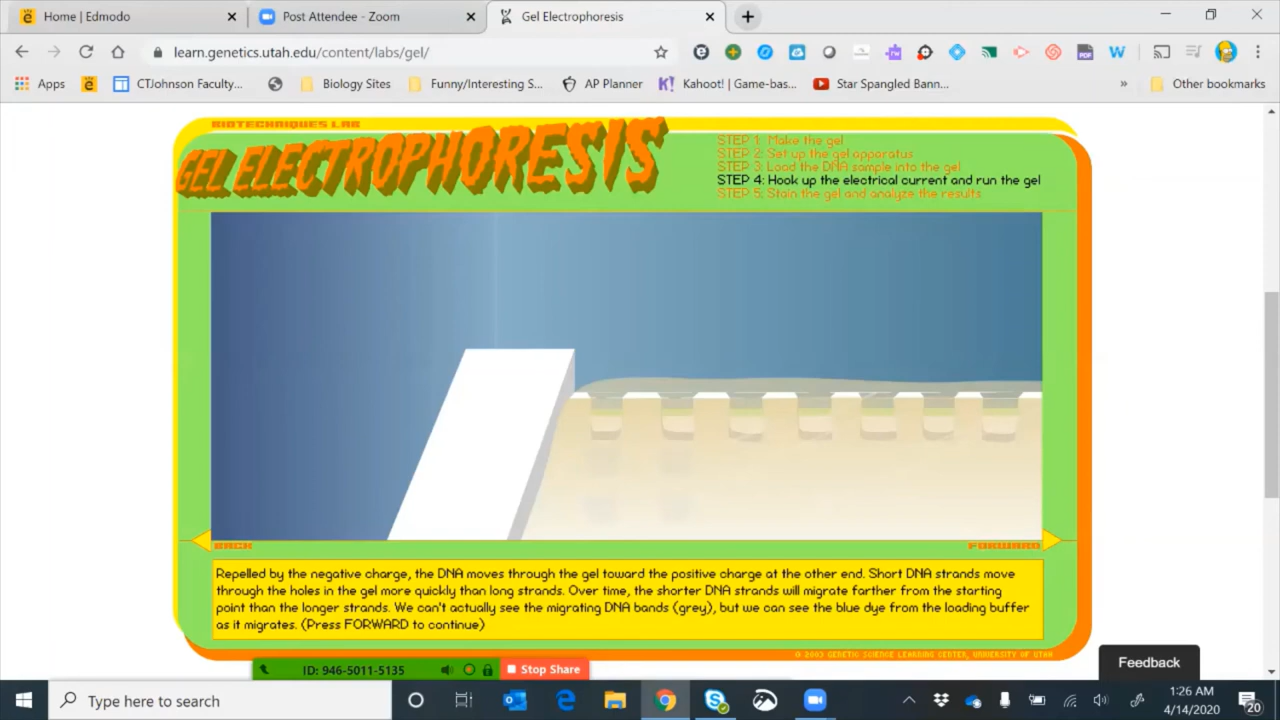 Home | Edmodo
Post Attendee - Zoom
Gel Electrophoresis
learn.genetics.utah.edu/content/labs/gel/
Apps
CTJohnson Faculty...
Biology Sites
Funny/Interesting S...
AP Planner
Kahoot! | Game-bas...
Star Spangled Bann...
»
Other bookmarks
BIOTECHNIQUES LAB
GEL ELECTROPHORESIS
STEP 1: Make the gel
STEP 2: Set up the gel apparatus
STEP 3: Load the DNA sample into the gel
STEP 4: Hook up the electrical current and run the gel
STEP 5: Stain the gel and analyze the results
BACK
FORWARD
Repelled by the negative charge, the DNA moves through the gel toward the positive charge at the other end. Short DNA strands move
through the holes in the gel more quickly than long strands. Over time, the shorter DNA strands will migrate farther from the starting
point than the longer strands. We can't actually see the migrating DNA bands (grey), but we can see the blue dye from the loading buffer
as it migrates. (Press FORWARD to continue)
© 2003 GENETIC SCIENCE LEARNING CENTER, UNIVERSITY OF UTAH
ID: 946-5011-5135
Stop Share
Feedback
Type here to search
1:26 AM
4/14/2020
20